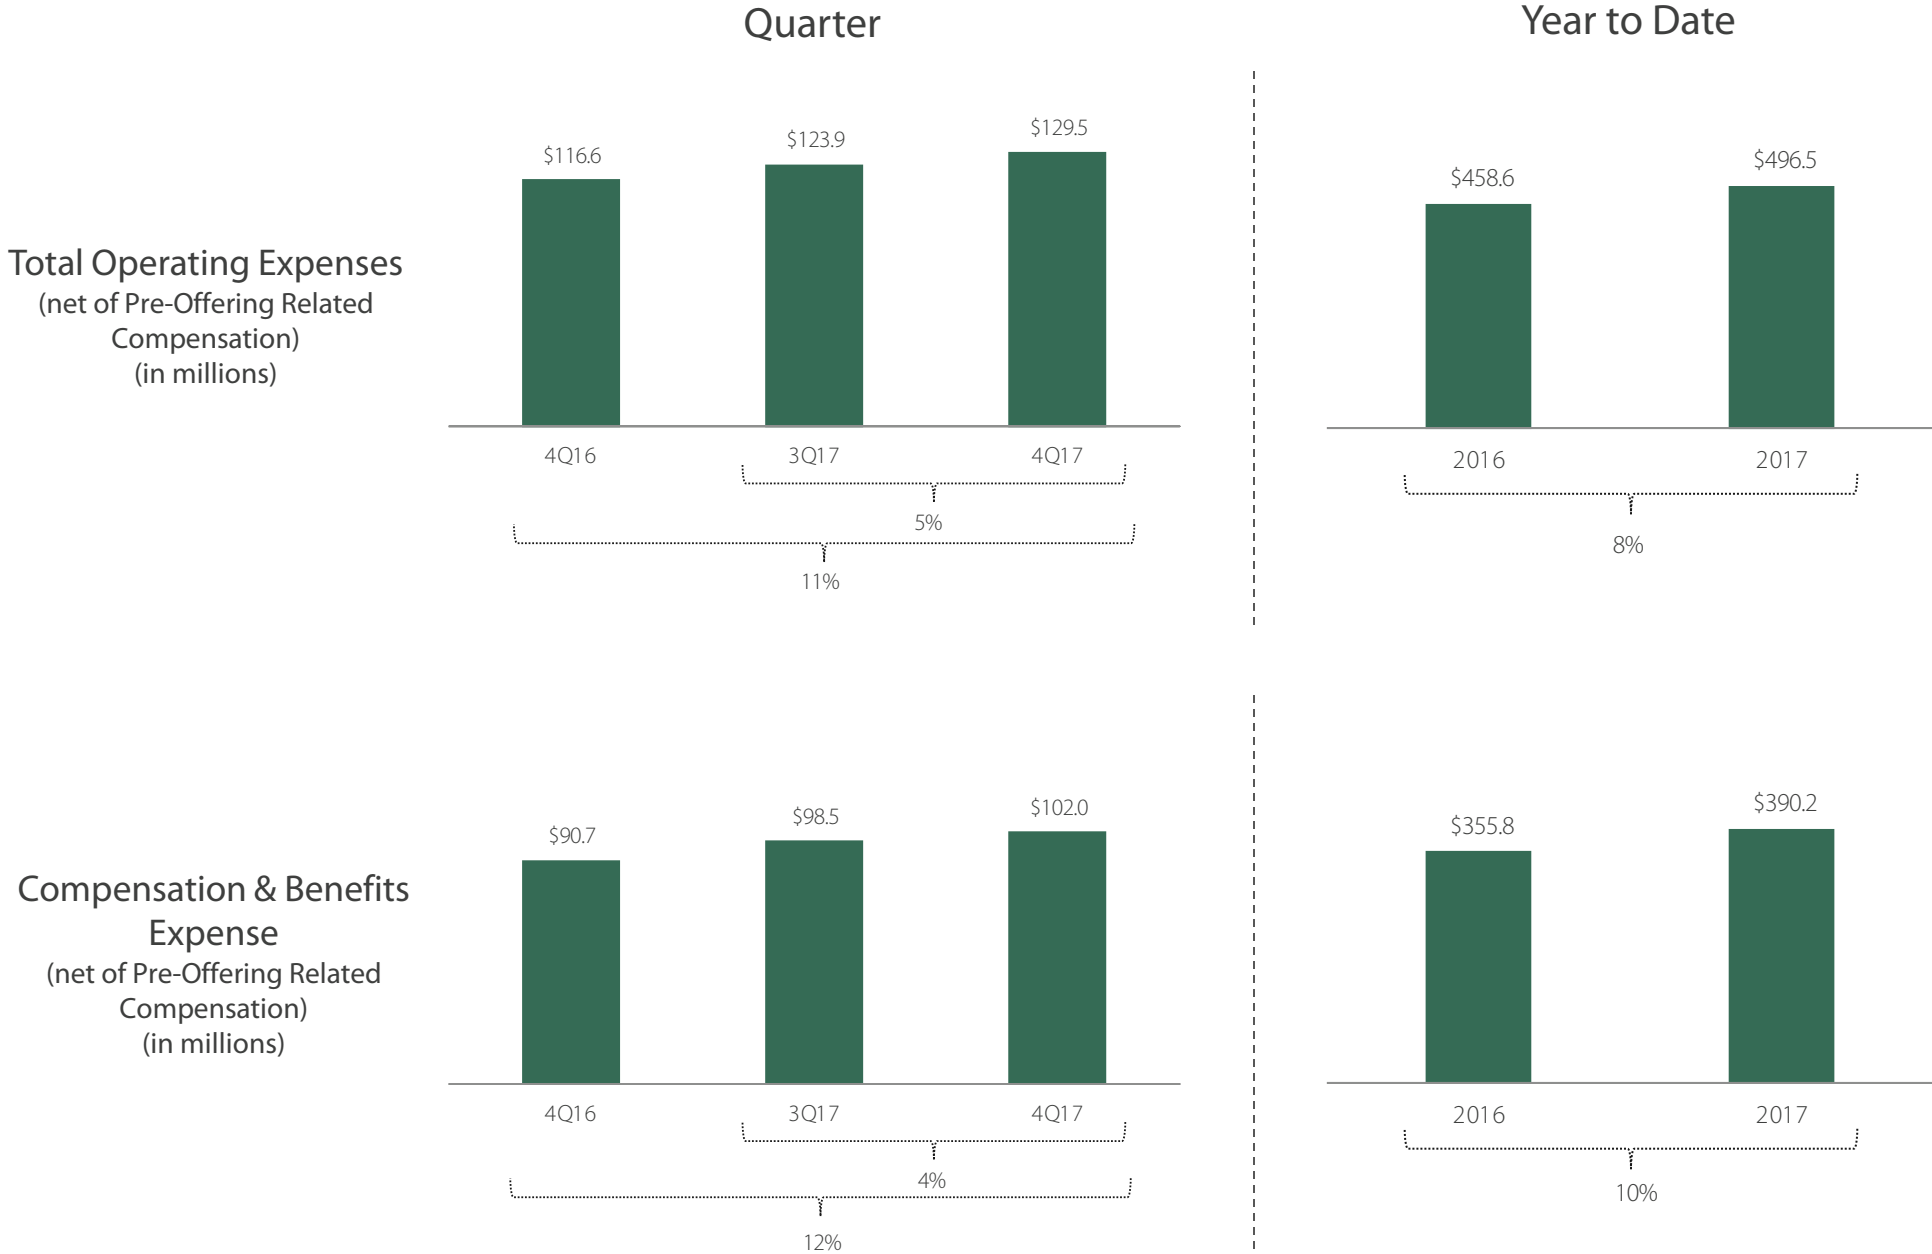 Quarter
Year to Date
Total Operating Expenses
(net of Pre-Offering Related
Compensation)
(in millions)
$116.6
$123.9
$129.5
4Q16
3Q17
4Q17
5%
11%
$458.6
$496.5
2016
2017
8%
Compensation & Benefits
Expense
(net of Pre-Offering Related
Compensation)
(in millions)
$90.7
$98.5
$102.0
4Q16
3Q17
4Q17
4%
12%
$355.8
$390.2
2016
2017
10%